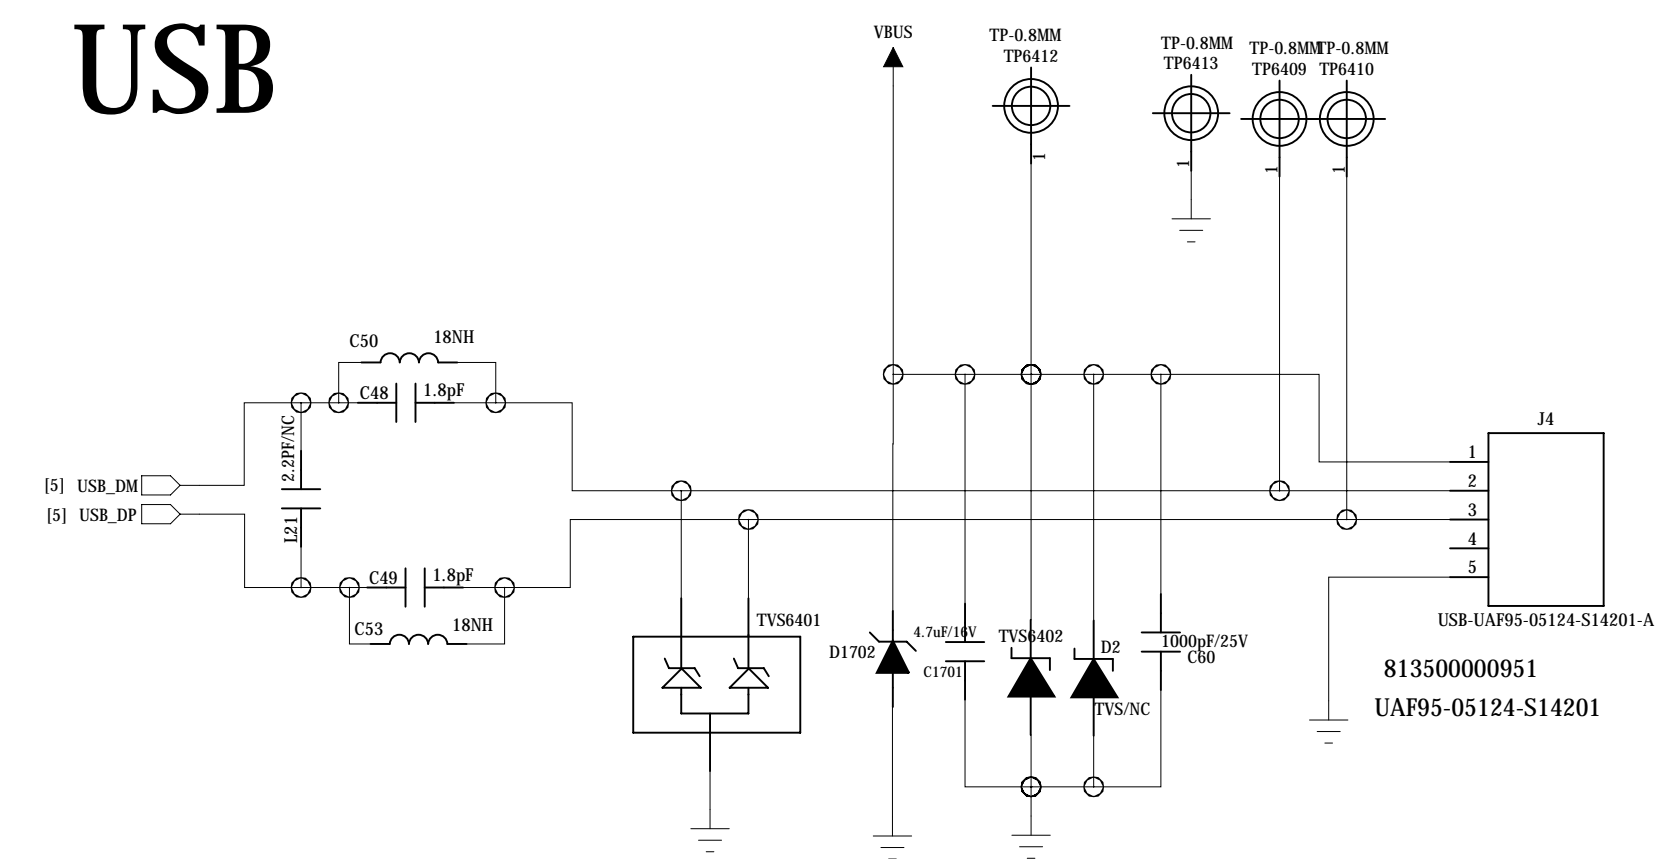 USB
VBUS
TP-0.8MM
TP6412
TP-0.8MM
TP6413
TP-0.8MM
TP6409
TP-0.8MM
TP6410
1
1
1
1
C50
18NH
C48
1.8pF
2.2PF/NC
L21
[5] USB_DM
[5] USB_DP
C49
1.8pF
C53
18NH
TVS6401
D1702
4.7uF/16V
C1701
TVS6402
D2
TVS/NC
1000pF/25V
C60
J4
1
2
3
4
5
USB-UAF95-05124-S14201-A
813500000951
UAF95-05124-S14201